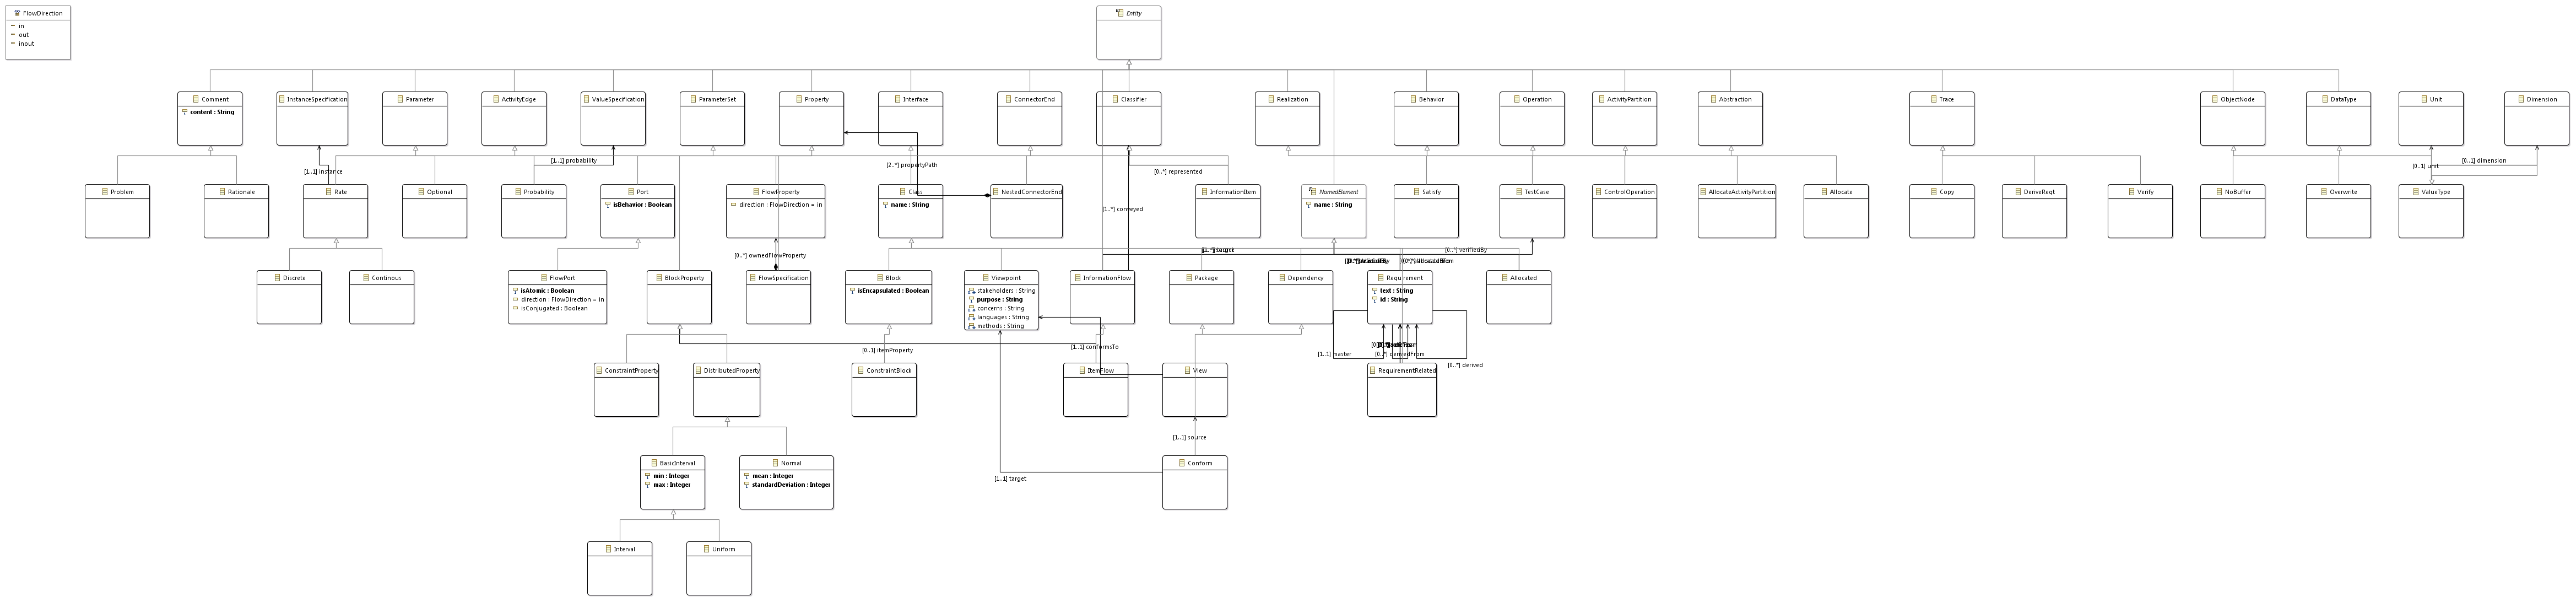 FlowDirection
in
out
inout
Entity
Comment
content : String
InstanceSpecification
Parameter
ActivityEdge
ValueSpecification
ParameterSet
Property
Interface
ConnectorEnd
Classifier
Realization
Behavior
Operation
ActivityPartition
Abstraction
Trace
ObjectNode
DataType
Unit
Dimension
[1..1] instance
[1..1] probability
[2..*] propertyPath
[0..*] represented
[0..1] unit
[0..1] dimension
Problem
Rationale
Rate
Optional
Probability
Port
isBehavior : Boolean
FlowProperty
direction : FlowDirection = in
Class
name : String
NestedConnectorEnd
InformationItem
NamedElement
name : String
Satisfy
TestCase
ControlOperation
AllocateActivityPartition
Allocate
Copy
DeriveReqt
Verify
NoBuffer
Overwrite
ValueType
[1..*] conveyed
[0..*] ownedFlowProperty
[0..*] verifiedBy
Discrete
Continous
FlowPort
isAtomic : Boolean
direction : FlowDirection = in
isConjugated : Boolean
BlockProperty
FlowSpecification
Block
isEncapsulated : Boolean
Viewpoint
stakeholders : String
purpose : String
concerns : String
languages : String
methods : String
InformationFlow
Package
Dependency
Requirement
text : String
id : String
Allocated
[0..1] itemProperty
[1..1] conformsTo
[1..1] master
[0..*] derivedFrom
[0..*] derived
ConstraintProperty
DistributedProperty
ConstraintBlock
ItemFlow
View
RequirementRelated
[1..1] source
BasicInterval
min : Integer
max : Integer
Normal
mean : Integer
standardDeviation : Integer
Conform
[1..1] target
Interval
Uniform